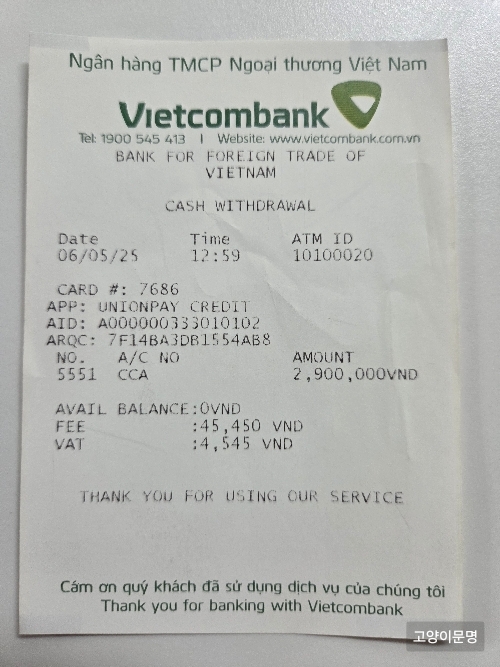 Ngân hàng TMCP Ngoại thương Việt Nam
Vietcombank
Tel: 1900 545 413 | Website: www.vietcombank.com.vn
BANK FOR FOREIGN TRADE OF
VIETNAM
CASH WITHDRAWAL
Date Time ATM ID
06/05/25 12:59 10100020
CARD #: 7686
APP: UNIONPAY CREDIT
AID: A000000333010102
ARQC: 7F14BA3DB1554AB8
NO. A/C NO AMOUNT
5551 CCA 2,900,000VND
AVAIL BALANCE:0VND
FEE :45,450 VND
VAT :4,545 VND
THANK YOU FOR USING OUR SERVICE
Cám ơn quý khách đã sử dụng dịch vụ của chúng tôi
Thank you for banking with Vietcombank
고양이문명